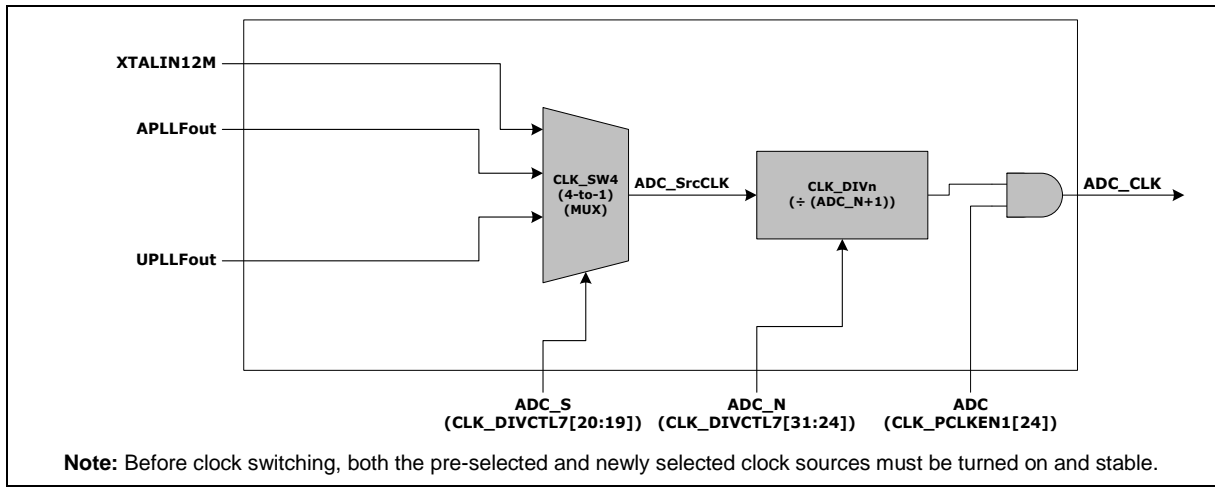 XTALIN12M
APLLFout
UPLLFout
CLK_SW4
(4-to-1)
(MUX)
ADC_SrcCLK
CLK_DIVn
(÷ (ADC_N+1))
ADC_CLK
ADC_S
(CLK_DIVCTL7[20:19])
ADC_N
(CLK_DIVCTL7[31:24])
ADC
(CLK_PCLKEN1[24])
Note: Before clock switching, both the pre-selected and newly selected clock sources must be turned on and stable.